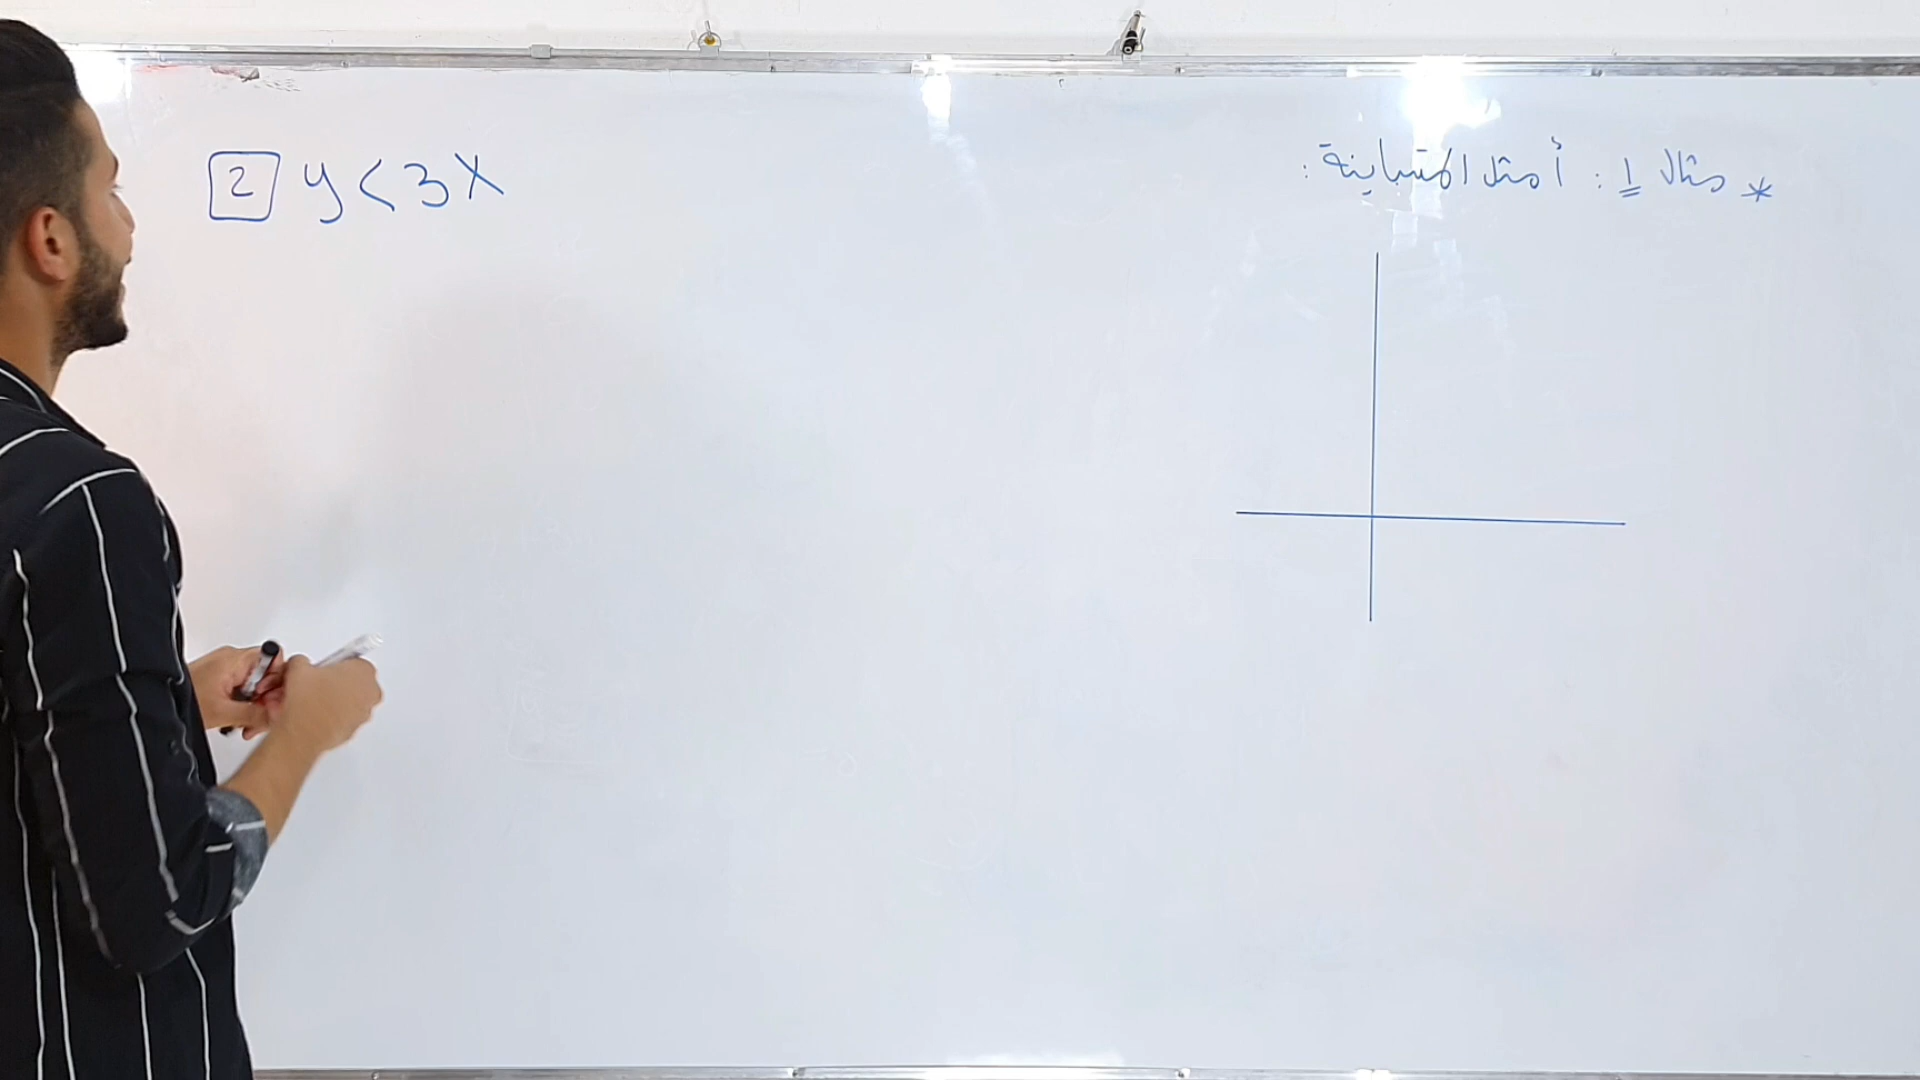 * مثال 1 : أمثل المتباينة :
2 y < 3x